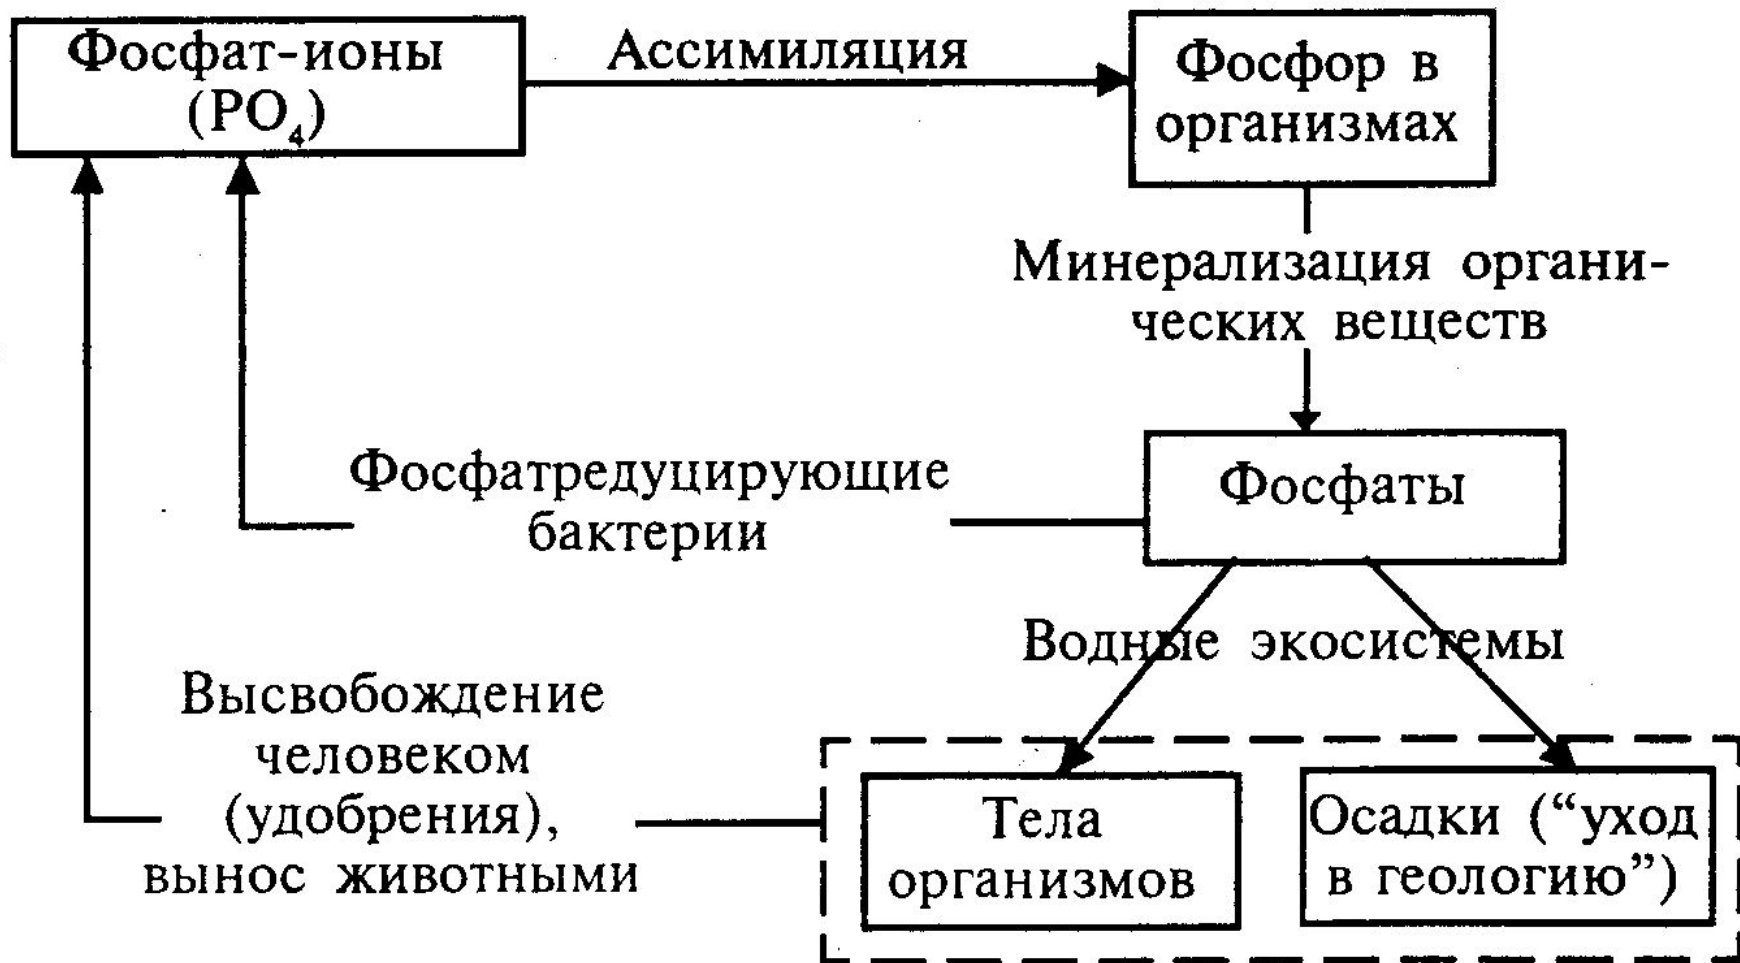 Фосфат-ионы
(PO₄)
Ассимиляция
Фосфор в
организмах
Минерализация органи-
ческих веществ
Фосфатредуцирующие
бактерии
Фосфаты
Водные экосистемы
Высвобождение
человеком
(удобрения),
вынос животными
Тела
организмов
Осадки (“уход
в геологию”)